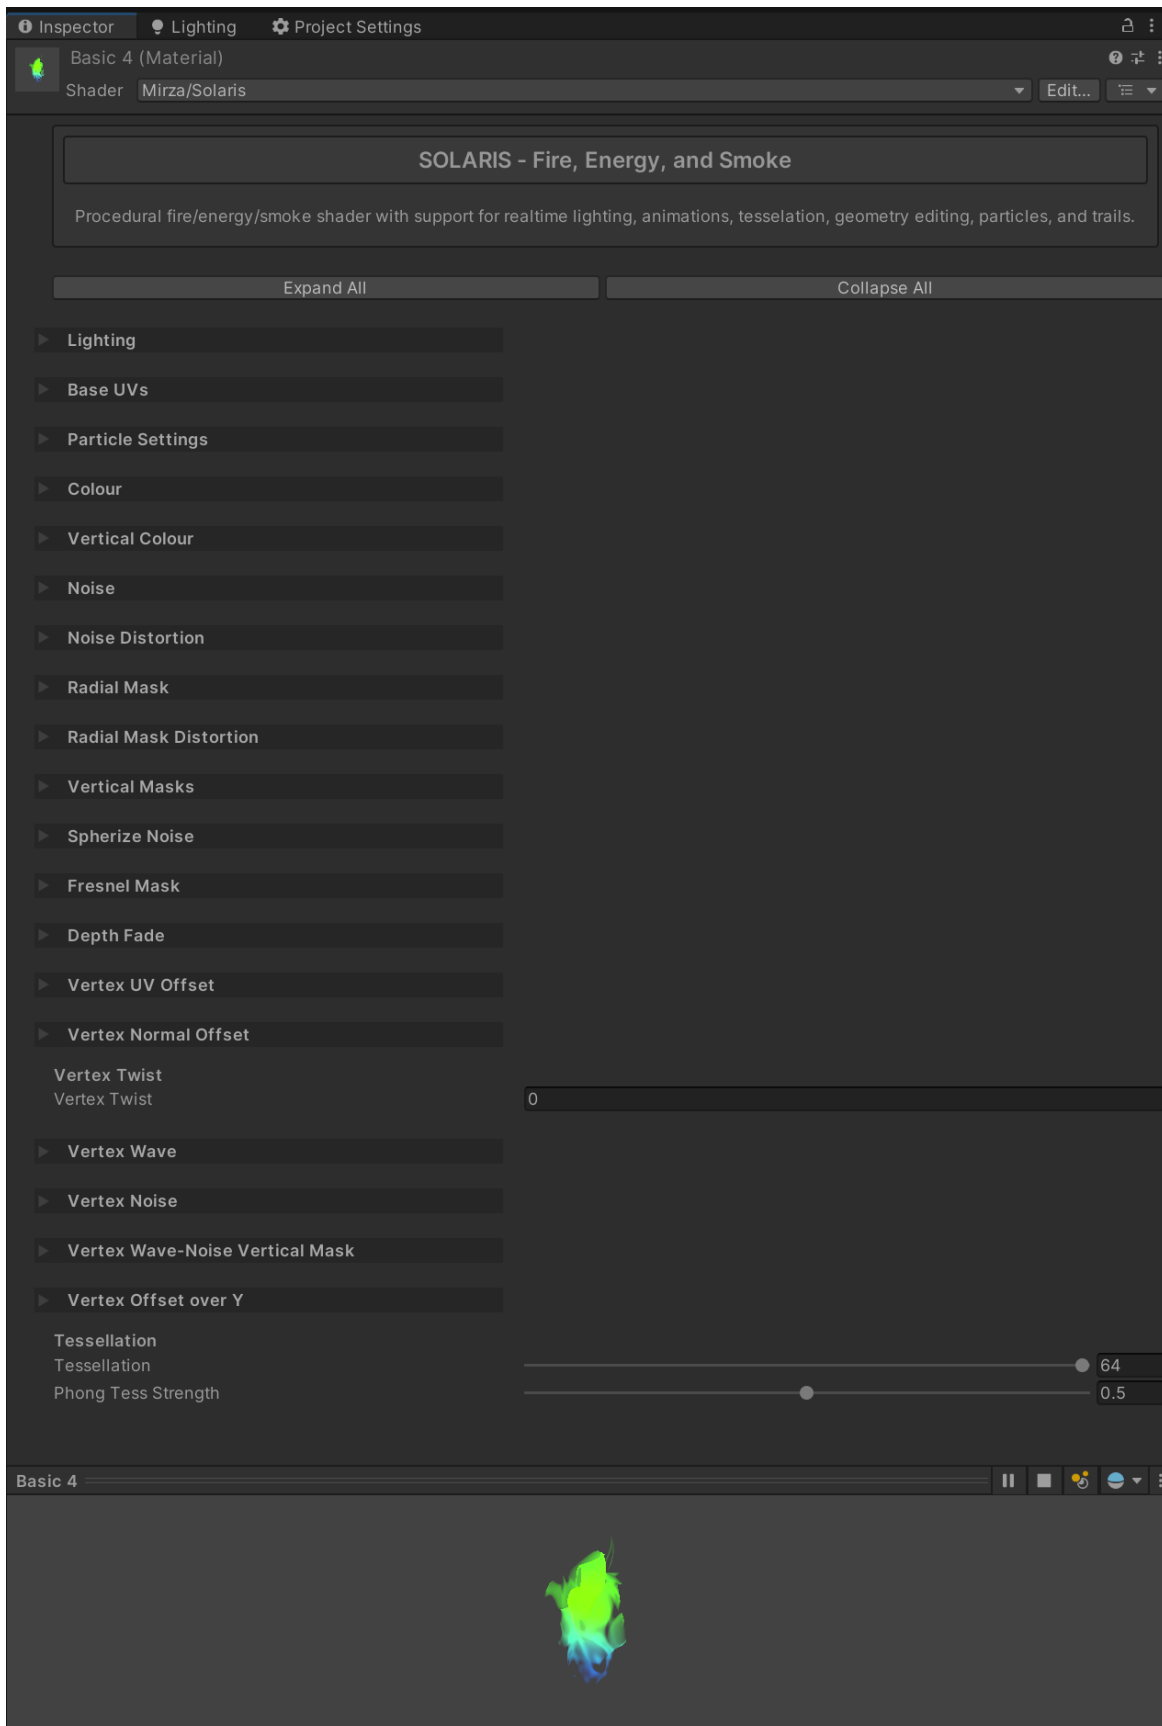 Inspector Lighting Project Settings
Basic 4 (Material)
Shader Mirza/Solaris Edit...
SOLARIS - Fire, Energy, and Smoke
Procedural fire/energy/smoke shader with support for realtime lighting, animations, tesselation, geometry editing, particles, and trails.
Expand All Collapse All
Lighting
Base UVs
Particle Settings
Colour
Vertical Colour
Noise
Noise Distortion
Radial Mask
Radial Mask Distortion
Vertical Masks
Spherize Noise
Fresnel Mask
Depth Fade
Vertex UV Offset
Vertex Normal Offset
Vertex Twist
Vertex Twist 0
Vertex Wave
Vertex Noise
Vertex Wave-Noise Vertical Mask
Vertex Offset over Y
Tessellation
Tessellation 64
Phong Tess Strength 0.5
Basic 4